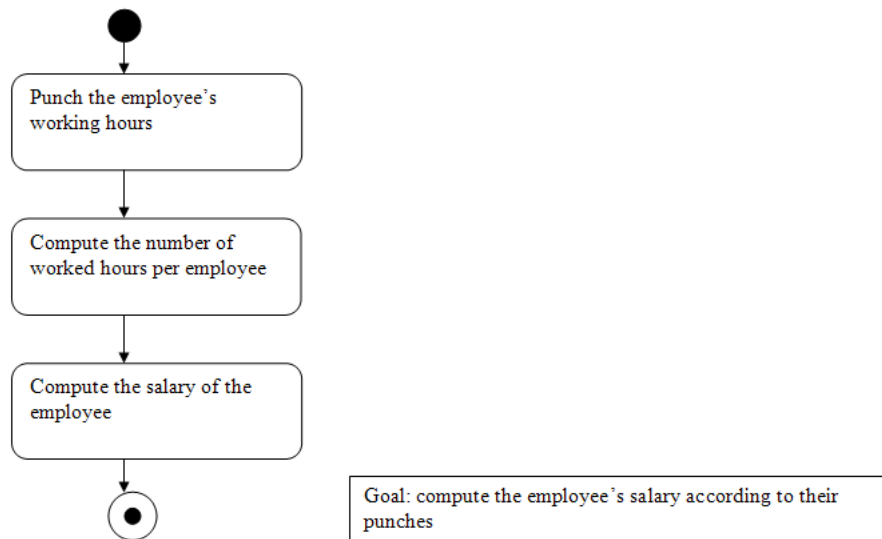 Punch the employee's
working hours
Compute the number of
worked hours per employee
Compute the salary of the
employee
Goal: compute the employee's salary according to their
punches